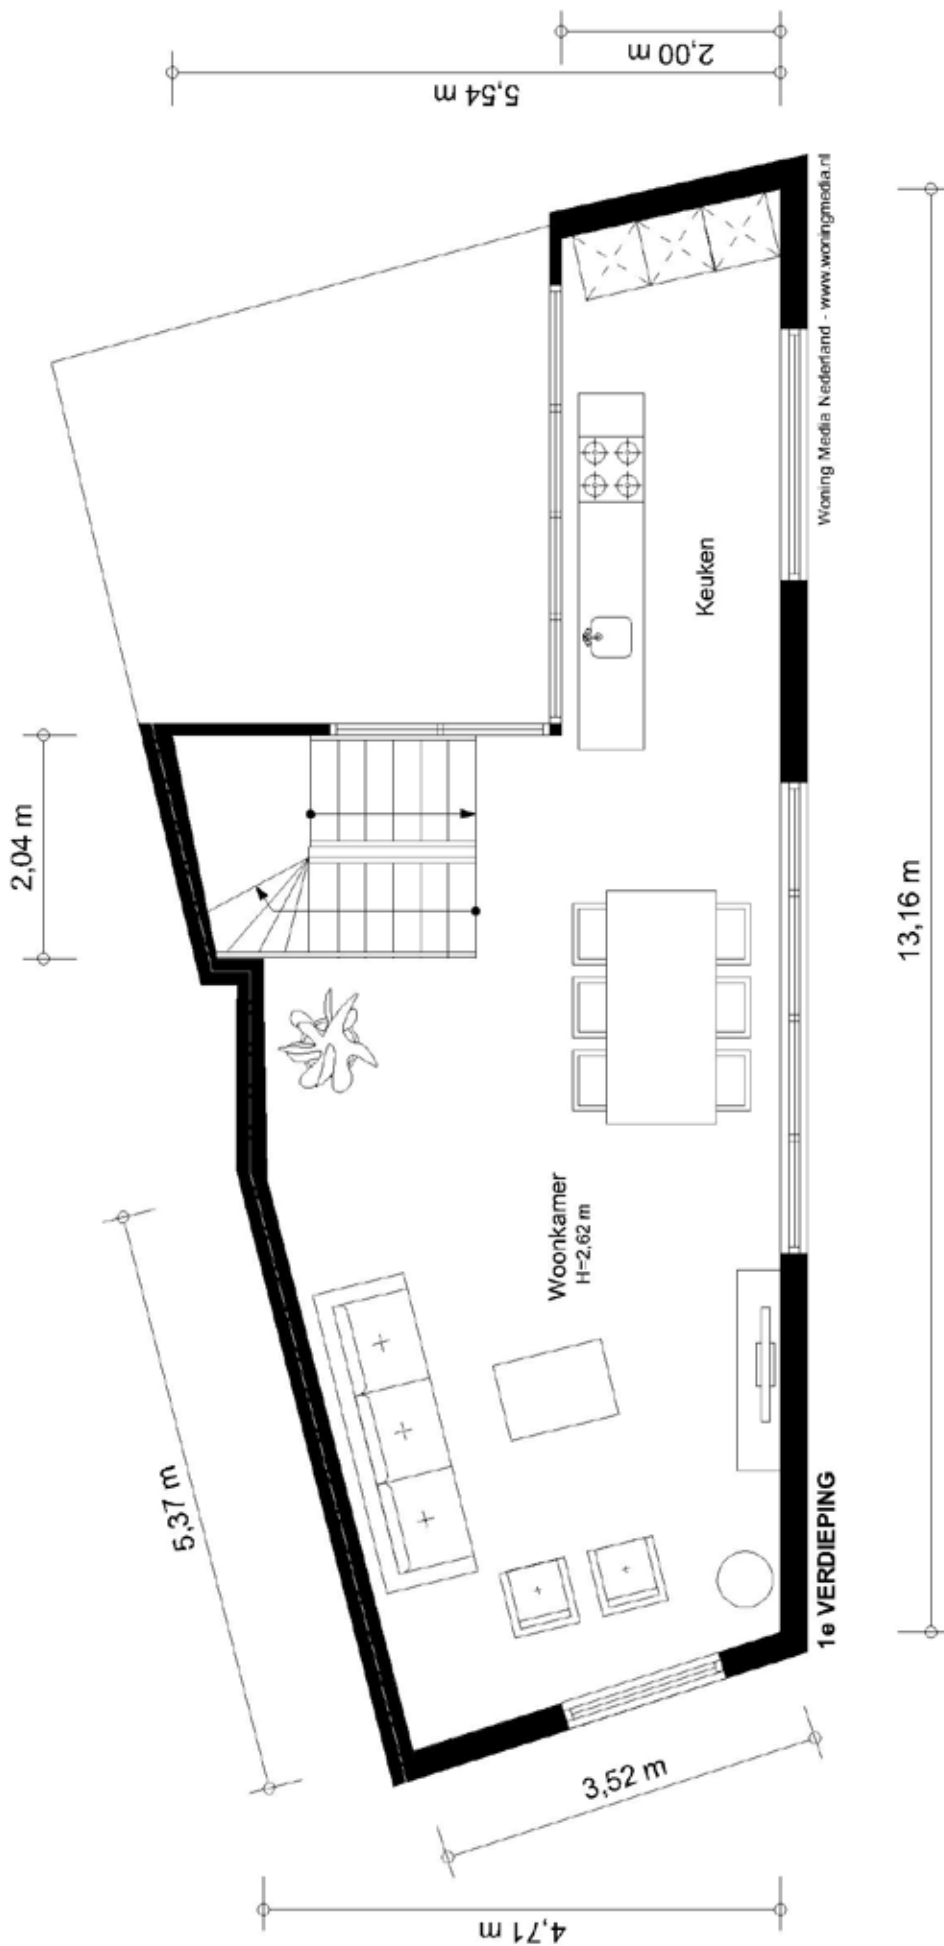 2,00 m
5,54 m
2,04 m
Woning Media Nederland - www.woningmedia.nl
Keuken
13,16 m
Woonkamer
H=2,62 m
5,37 m
1e VERDIEPING
3,52 m
4,71 m